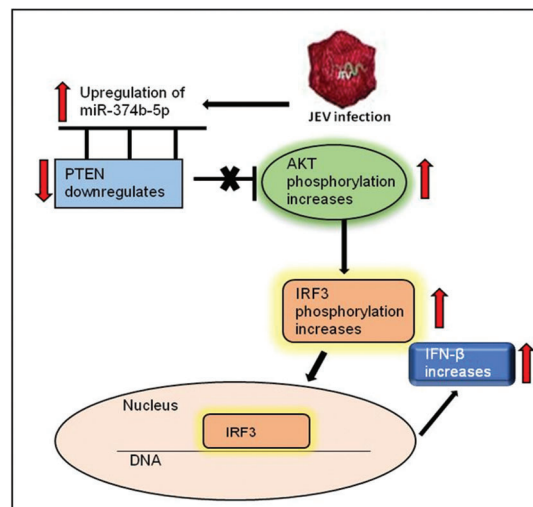 Upregulation of
miR-374b-5p
JEV
JEV infection
PTEN
downregulates
AKT
phosphorylation
increases
IRF3
phosphorylation
increases
IFN-β
increases
Nucleus
IRF3
DNA